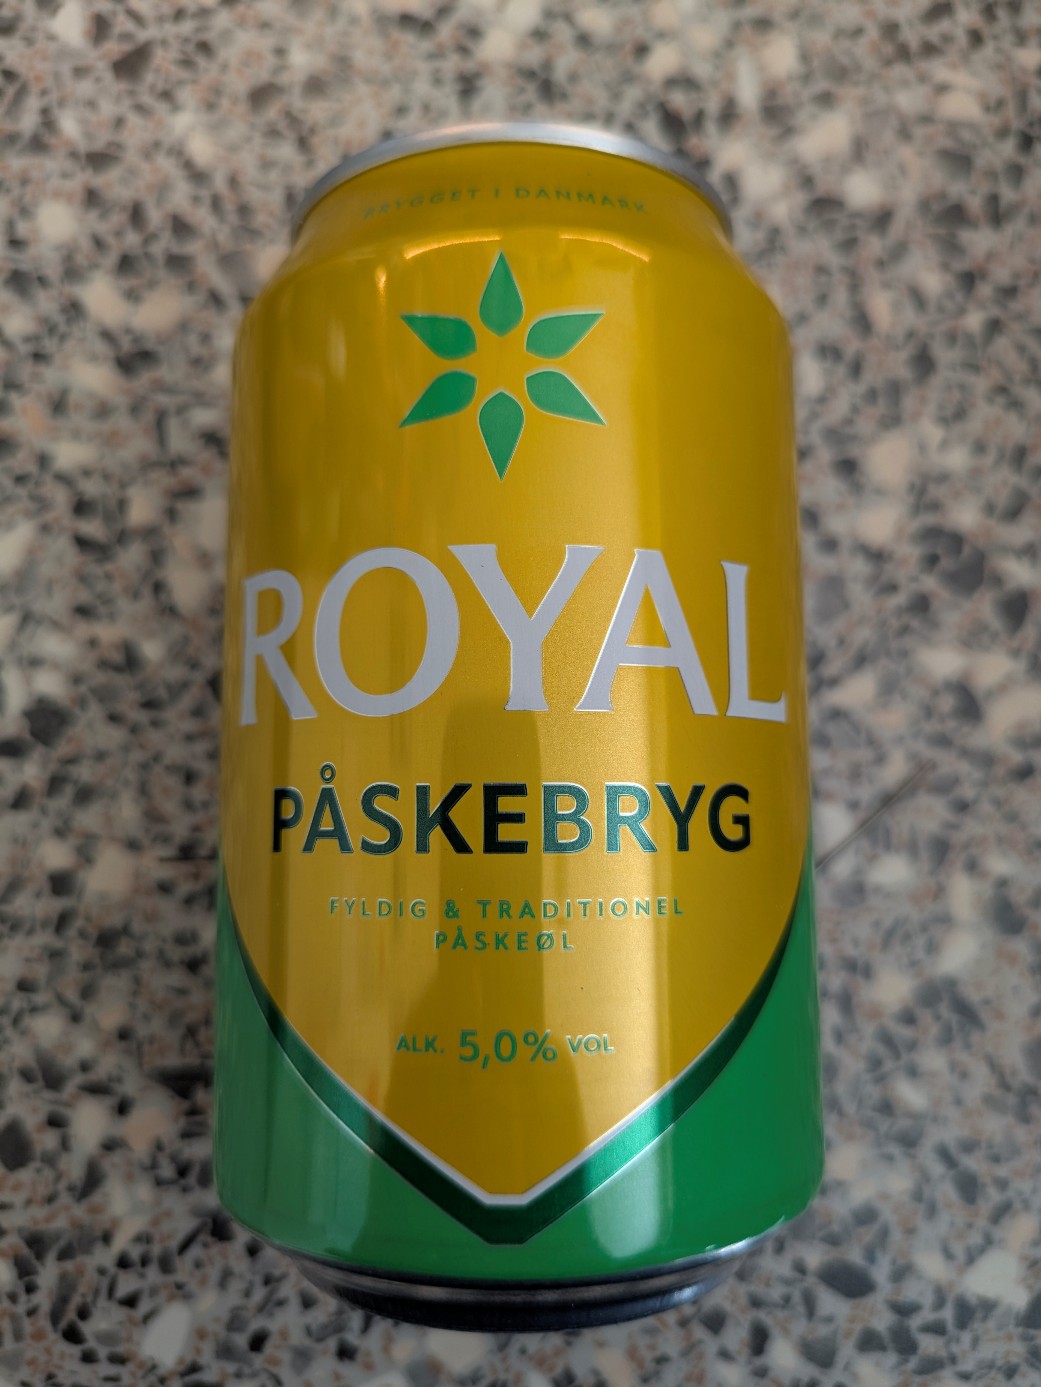 BRYGGET I DANMARK
ROYAL
PÅSKEBRYG
FYLDIG & TRADITIONEL
PÅSKEØL
ALK. 5,0% VOL